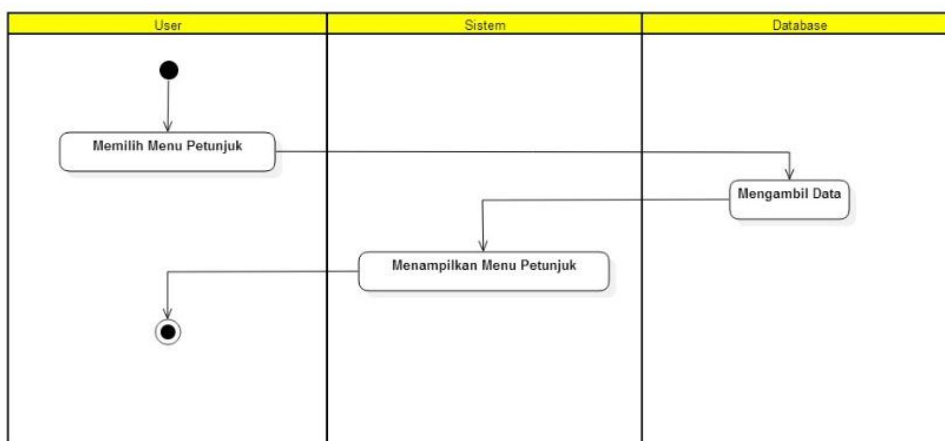 User
Sistem
Database
Memilih Menu Petunjuk
Mengambil Data
Menampilkan Menu Petunjuk